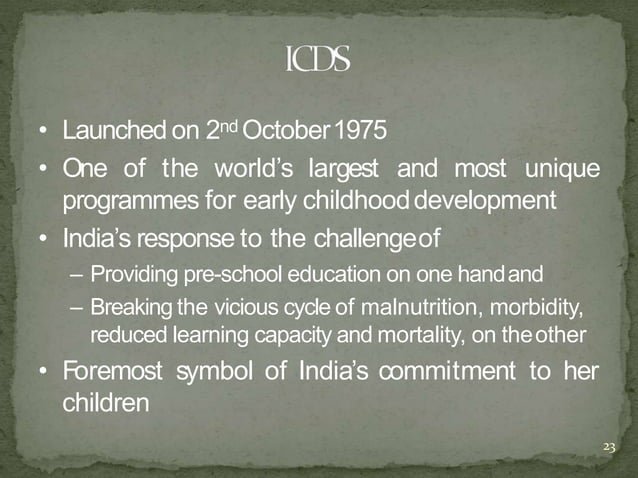 ICDS
• Launched on 2nd October 1975
• One of the world's largest and most unique
programmes for early childhood development
• India's response to the challenge of
– Providing pre-school education on one hand and
– Breaking the vicious cycle of malnutrition, morbidity,
reduced learning capacity and mortality, on the other
• Foremost symbol of India's commitment to her
children
23